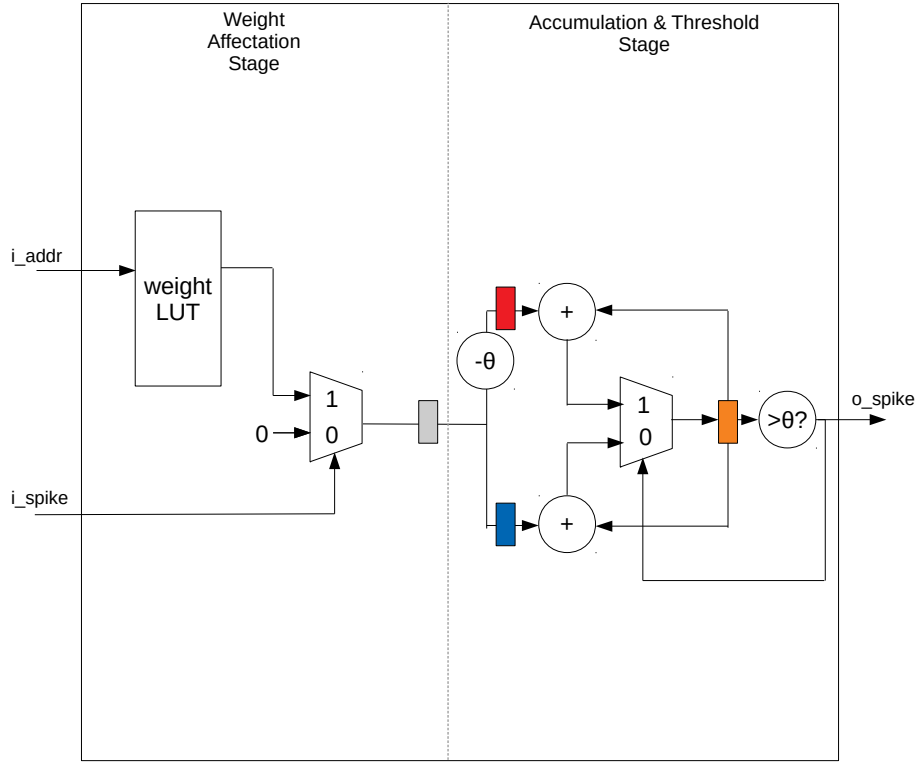 Weight
Affectation
Stage
Accumulation & Threshold
Stage
i_addr
weight
LUT
+
-θ
1
0
0
1
0
>θ?
o_spike
i_spike
+